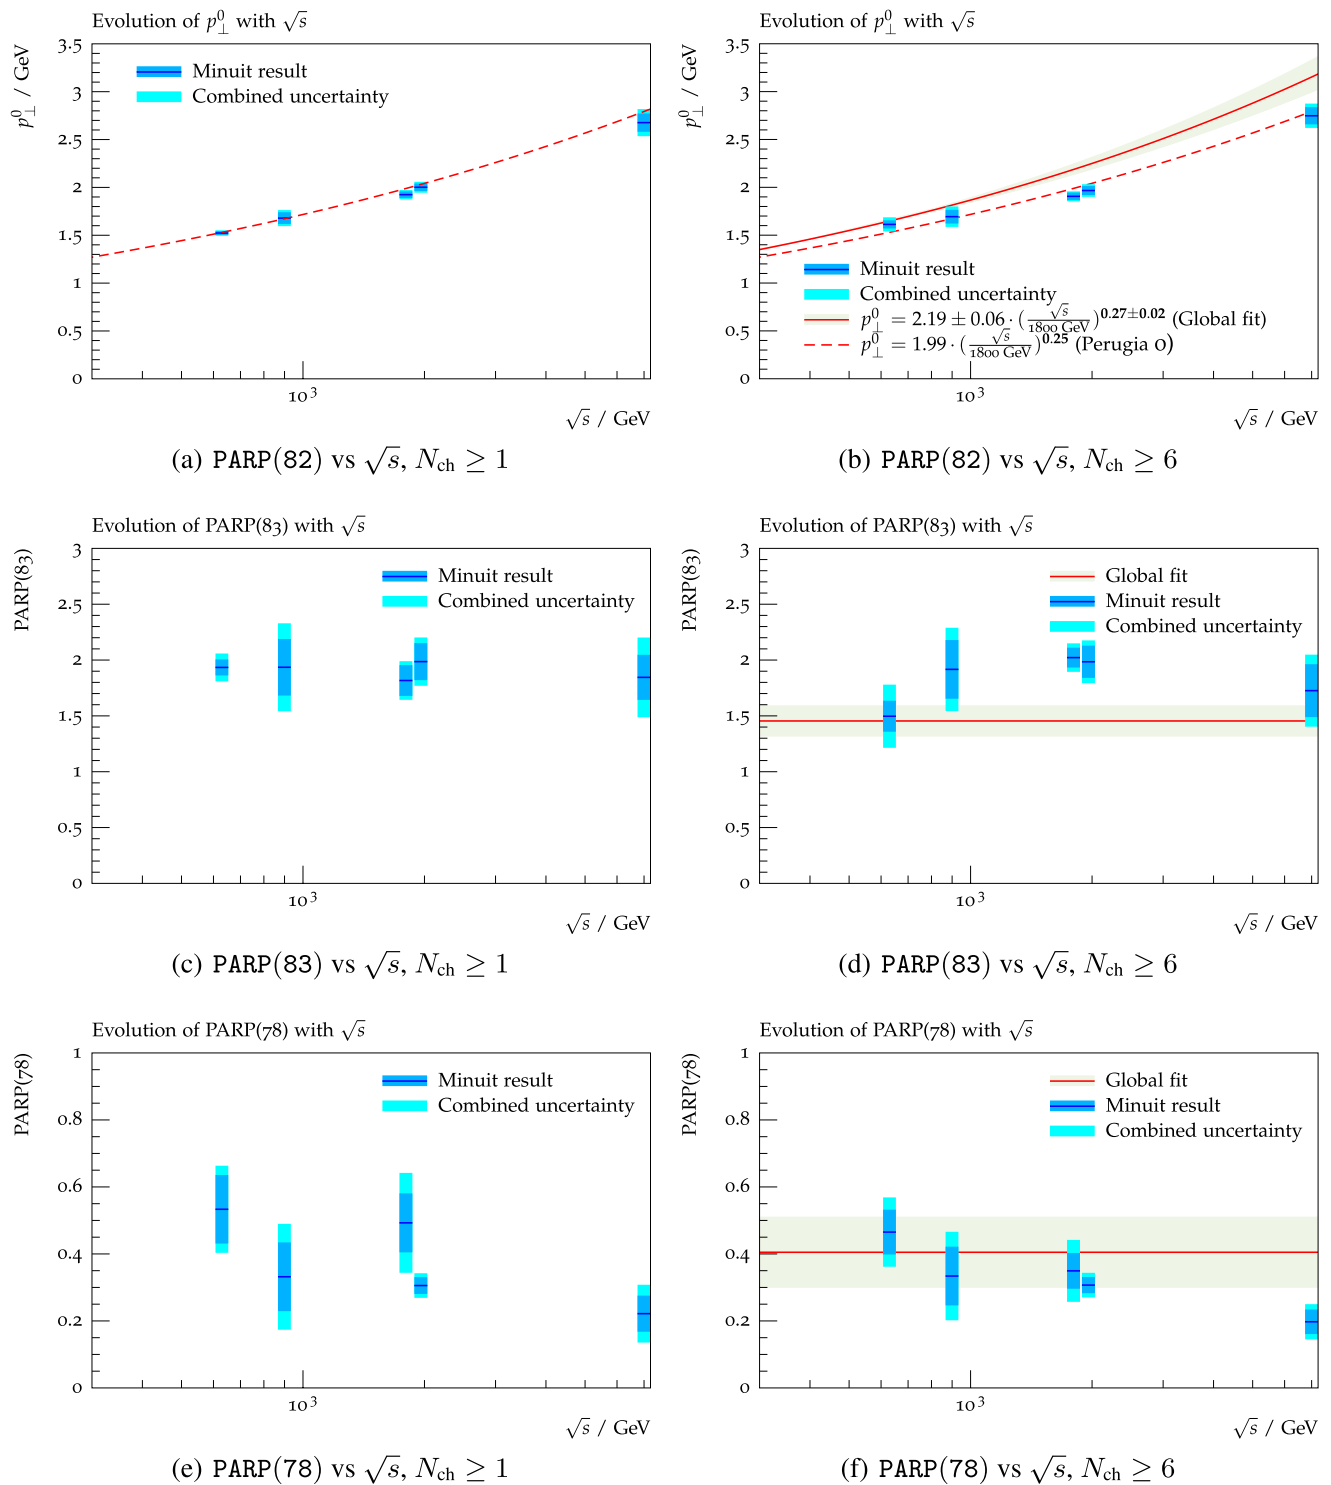 Evolution of p⊥⁰ with √s
p⊥⁰ / GeV
3.5
3
2.5
2
1.5
1
0.5
0
Minuit result
Combined uncertainty
10³
√s / GeV
(a) PARP(82) vs √s, Nch ≥ 1
Evolution of p⊥⁰ with √s
p⊥⁰ / GeV
3.5
3
2.5
2
1.5
1
0.5
0
Minuit result
Combined uncertainty
p⊥⁰ = 2.19 ± 0.06 · (√s / 1800 GeV)^0.27±0.02 (Global fit)
p⊥⁰ = 1.99 · (√s / 1800 GeV)^0.25 (Perugia 0)
10³
√s / GeV
(b) PARP(82) vs √s, Nch ≥ 6
Evolution of PARP(83) with √s
PARP(83)
3
2.5
2
1.5
1
0.5
0
Minuit result
Combined uncertainty
10³
√s / GeV
(c) PARP(83) vs √s, Nch ≥ 1
Evolution of PARP(83) with √s
PARP(83)
3
2.5
2
1.5
1
0.5
0
Global fit
Minuit result
Combined uncertainty
10³
√s / GeV
(d) PARP(83) vs √s, Nch ≥ 6
Evolution of PARP(78) with √s
PARP(78)
1
0.8
0.6
0.4
0.2
0
Minuit result
Combined uncertainty
10³
√s / GeV
(e) PARP(78) vs √s, Nch ≥ 1
Evolution of PARP(78) with √s
PARP(78)
1
0.8
0.6
0.4
0.2
0
Global fit
Minuit result
Combined uncertainty
10³
√s / GeV
(f) PARP(78) vs √s, Nch ≥ 6